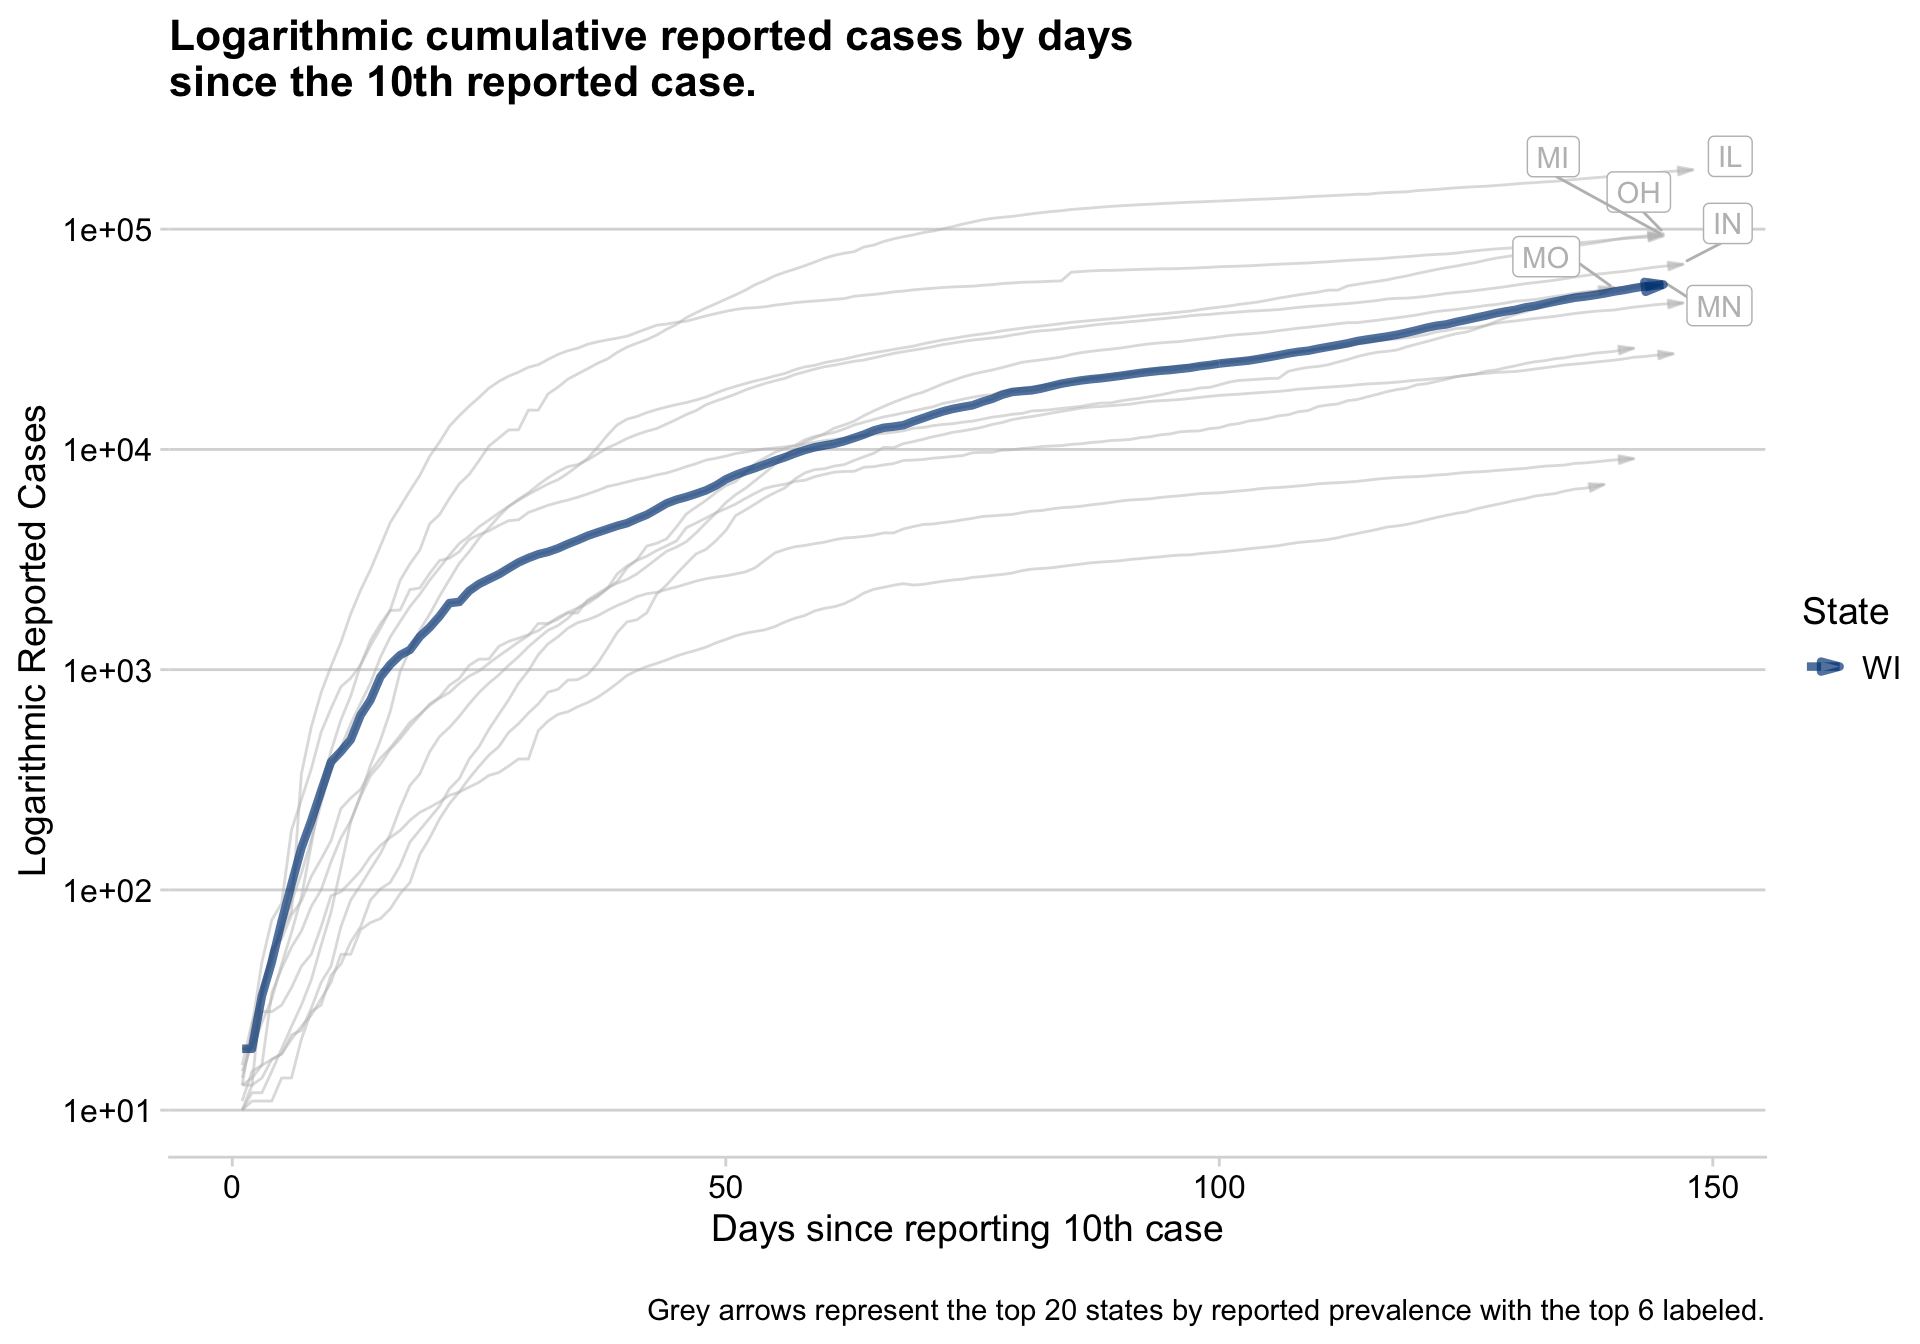 Logarithmic cumulative reported cases by days
since the 10th reported case.
MI
IL
OH
IN
MO
MN
1e+05
1e+04
1e+03
1e+02
1e+01
Logarithmic Reported Cases
State
WI
0
50
100
150
Days since reporting 10th case
Grey arrows represent the top 20 states by reported prevalence with the top 6 labeled.